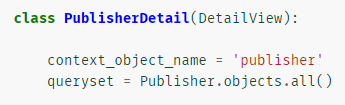 class PublisherDetail(DetailView):
    context_object_name = 'publisher'
    queryset = Publisher.objects.all()